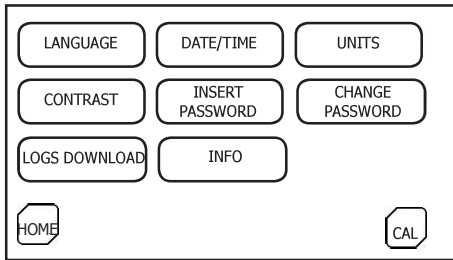 LANGUAGE
DATE/TIME
UNITS
CONTRAST
INSERT
PASSWORD
CHANGE
PASSWORD
LOGS DOWNLOAD
INFO
HOME
CAL